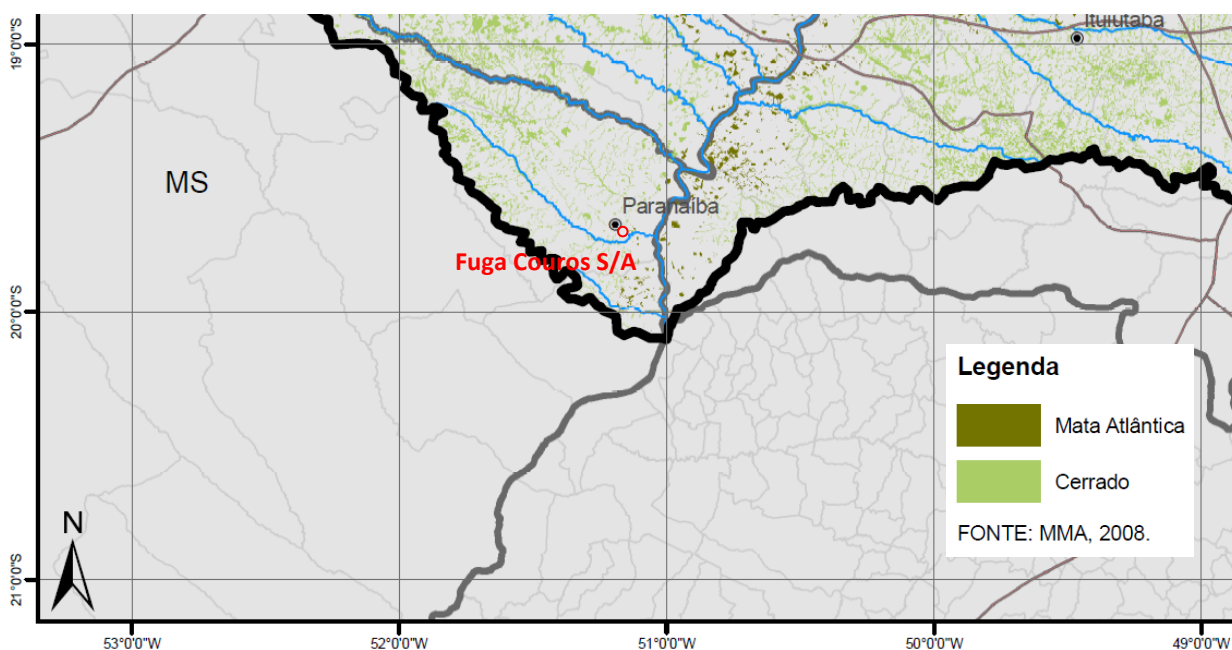 Ituiutaba
19°0'0"S
MS
Paranaíba
Fuga Couros S/A
20°0'0"S
Legenda
Mata Atlântica
Cerrado
FONTE: MMA, 2008.
N
21°0'0"S
53°0'0"W
52°0'0"W
51°0'0"W
50°0'0"W
49°0'0"W